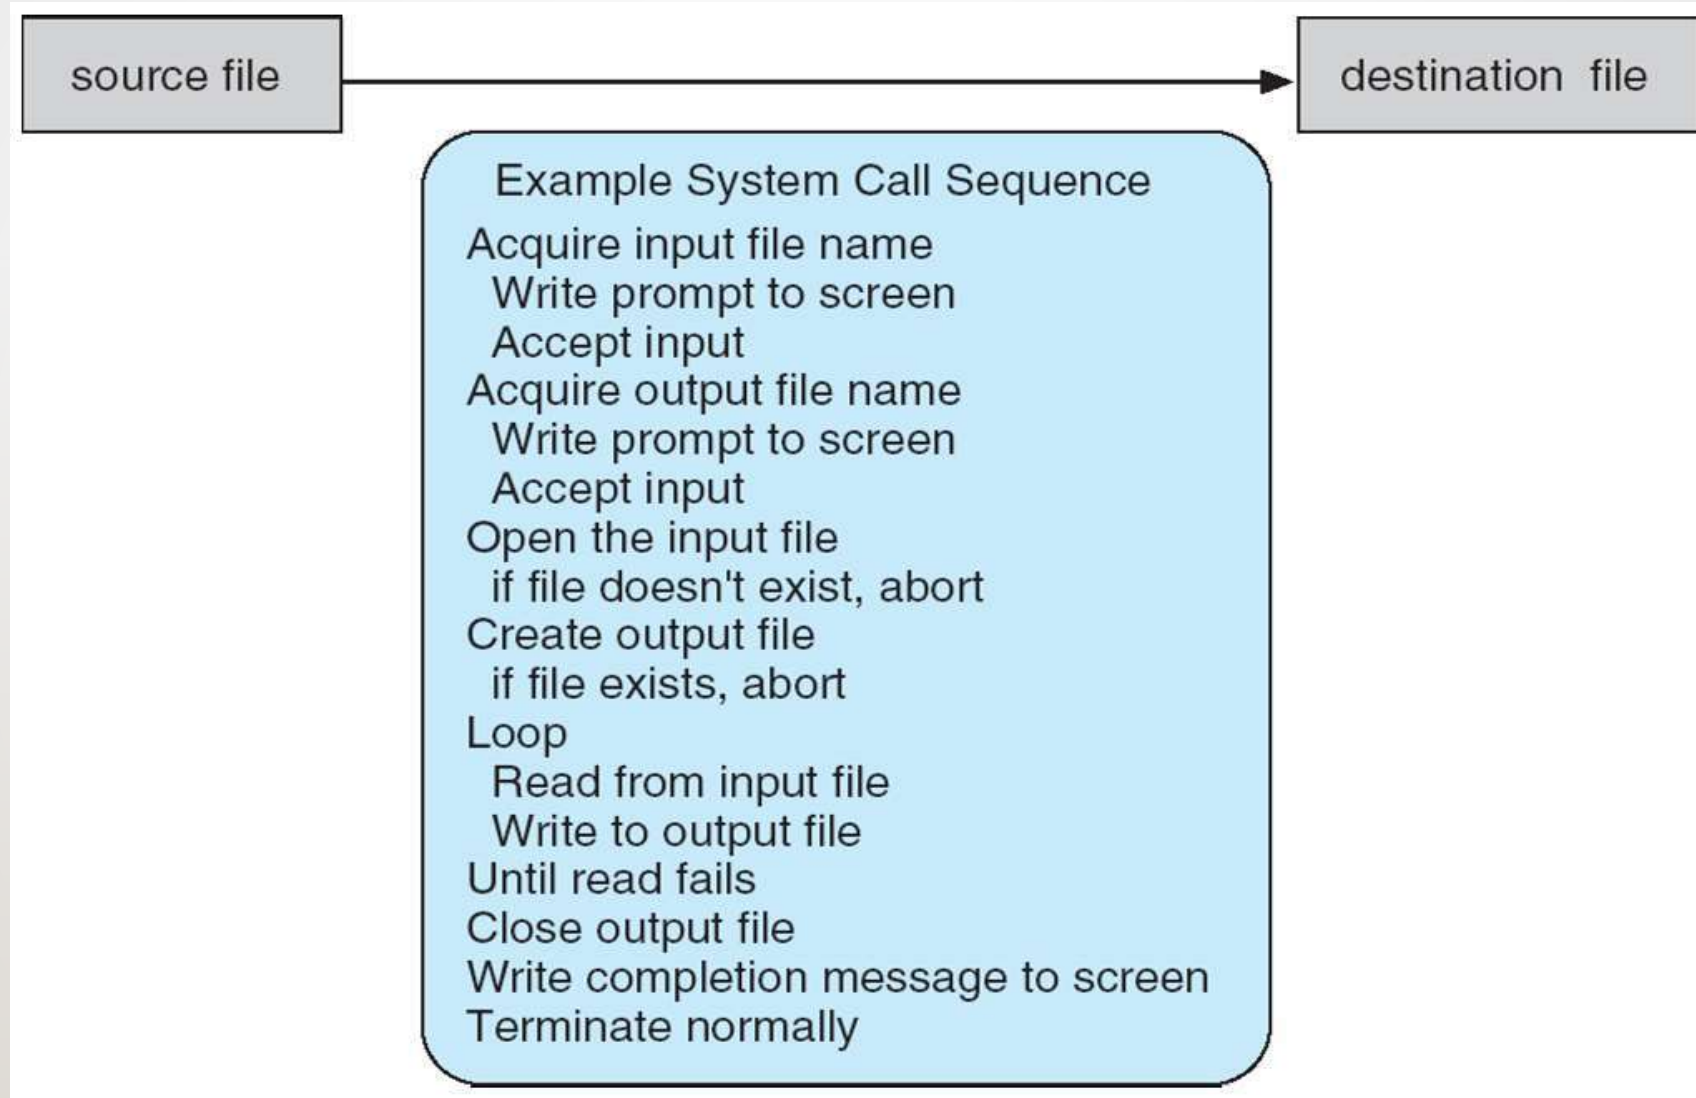 source file
destination file
Example System Call Sequence
Acquire input file name
Write prompt to screen
Accept input
Acquire output file name
Write prompt to screen
Accept input
Open the input file
if file doesn't exist, abort
Create output file
if file exists, abort
Loop
Read from input file
Write to output file
Until read fails
Close output file
Write completion message to screen
Terminate normally